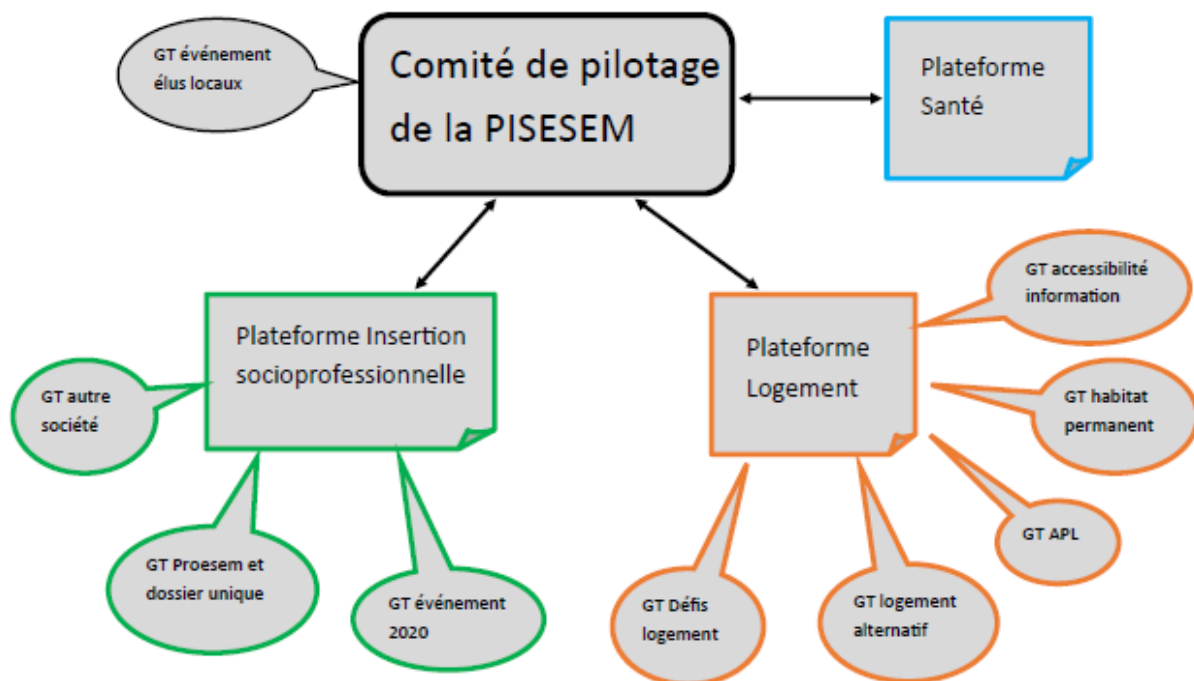 GT événement
élus locaux
Comité de pilotage
de la PISESEM
Plateforme
Santé
GT accessibilité
information
Plateforme Insertion
socioprofessionnelle
Plateforme
Logement
GT autre
société
GT habitat
permanent
GT APL
GT Proesem et
dossier unique
GT événement
2020
GT Défis
logement
GT logement
alternatif